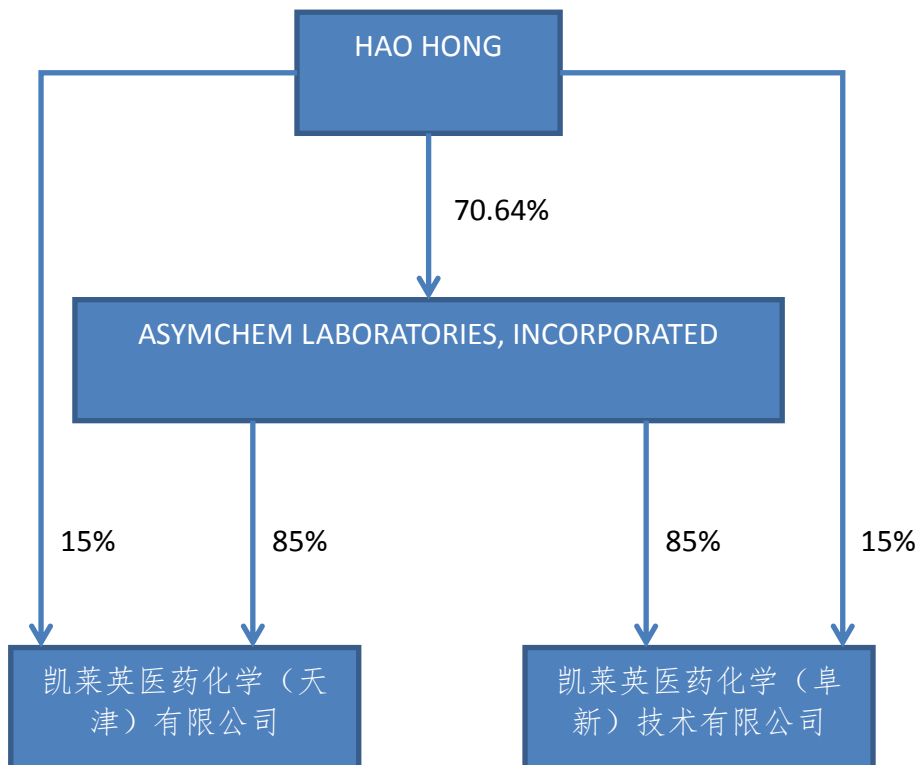 HAO HONG
70.64%
ASYMCHEM LABORATORIES, INCORPORATED
15%
85%
85%
15%
凯莱英医药化学（天
津）有限公司
凯莱英医药化学（阜
新）技术有限公司